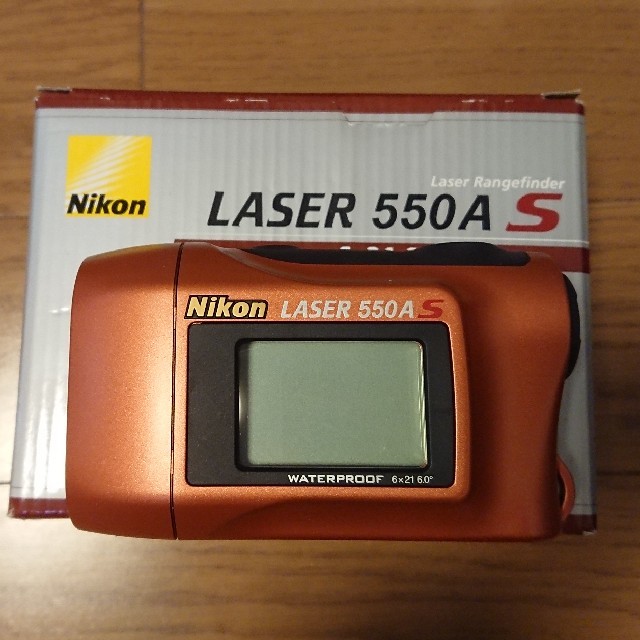 Nikon
Laser Rangefinder
LASER 550A S
Nikon LASER 550A S
WATERPROOF 6×21 6.0°